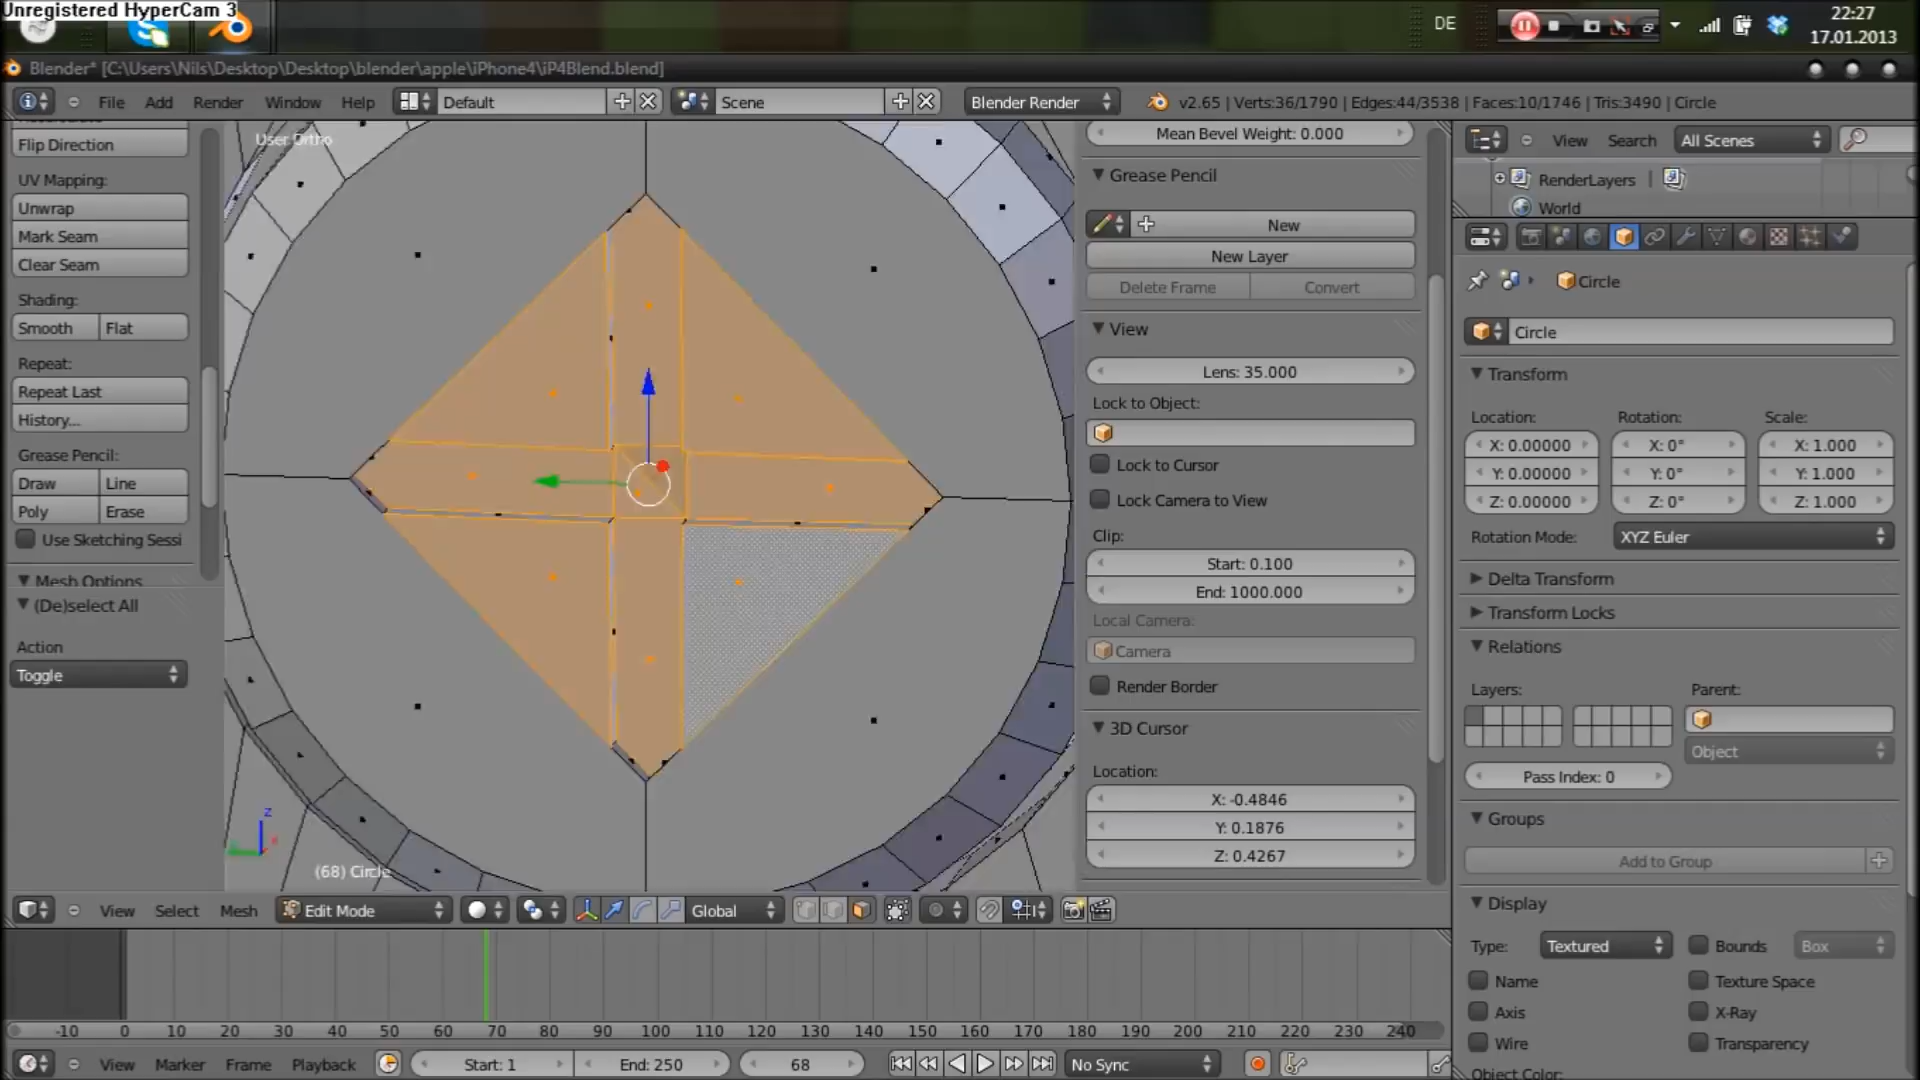 Unregistered HyperCam 3
DE
22:27
17.01.2013
Blender* [C:\Users\Nils\Desktop\Desktop\blender\apple\iPhone4\iP4Blend.blend]
File Add Render Window Help Default Scene Blender Render v2.65 | Verts:36/1790 | Edges:44/3538 | Faces:10/1746 | Tris:3490 | Circle
Flip Direction
UV Mapping:
Unwrap
Mark Seam
Clear Seam
Shading:
Smooth Flat
Repeat:
Repeat Last
History...
Grease Pencil:
Draw Line
Poly Erase
Use Sketching Sessi
Mesh Options
(De)select All
Action
Toggle
User Ortho
z
(68) Circle
Mean Bevel Weight: 0.000
Grease Pencil
New
New Layer
Delete Frame Convert
View
Lens: 35.000
Lock to Object:
Lock to Cursor
Lock Camera to View
Clip:
Start: 0.100
End: 1000.000
Local Camera:
Camera
Render Border
3D Cursor
Location:
X: -0.4846
Y: 0.1876
Z: 0.4267
View Search All Scenes
RenderLayers
World
Circle
Circle
Transform
Location: Rotation: Scale:
X: 0.00000 X: 0° X: 1.000
Y: 0.00000 Y: 0° Y: 1.000
Z: 0.00000 Z: 0° Z: 1.000
Rotation Mode: XYZ Euler
Delta Transform
Transform Locks
Relations
Layers: Parent:
Object
Pass Index: 0
Groups
Add to Group
Display
Type: Textured Bounds Box
Name Texture Space
Axis X-Ray
Wire Transparency
Object Color:
View Select Mesh Edit Mode Global
-10 0 10 20 30 40 50 60 70 80 90 100 110 120 130 140 150 160 170 180 190 200 210 220 230 240
View Marker Frame Playback Start: 1 End: 250 68 No Sync